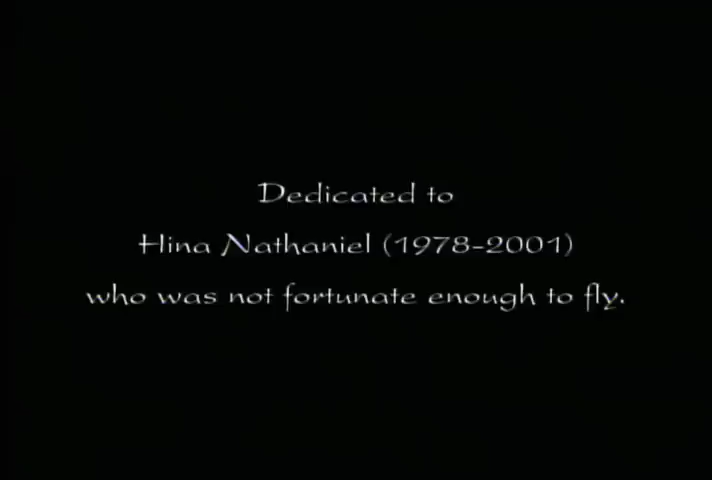 Dedicated to
Hina Nathaniel (1978-2001)
who was not fortunate enough to fly.